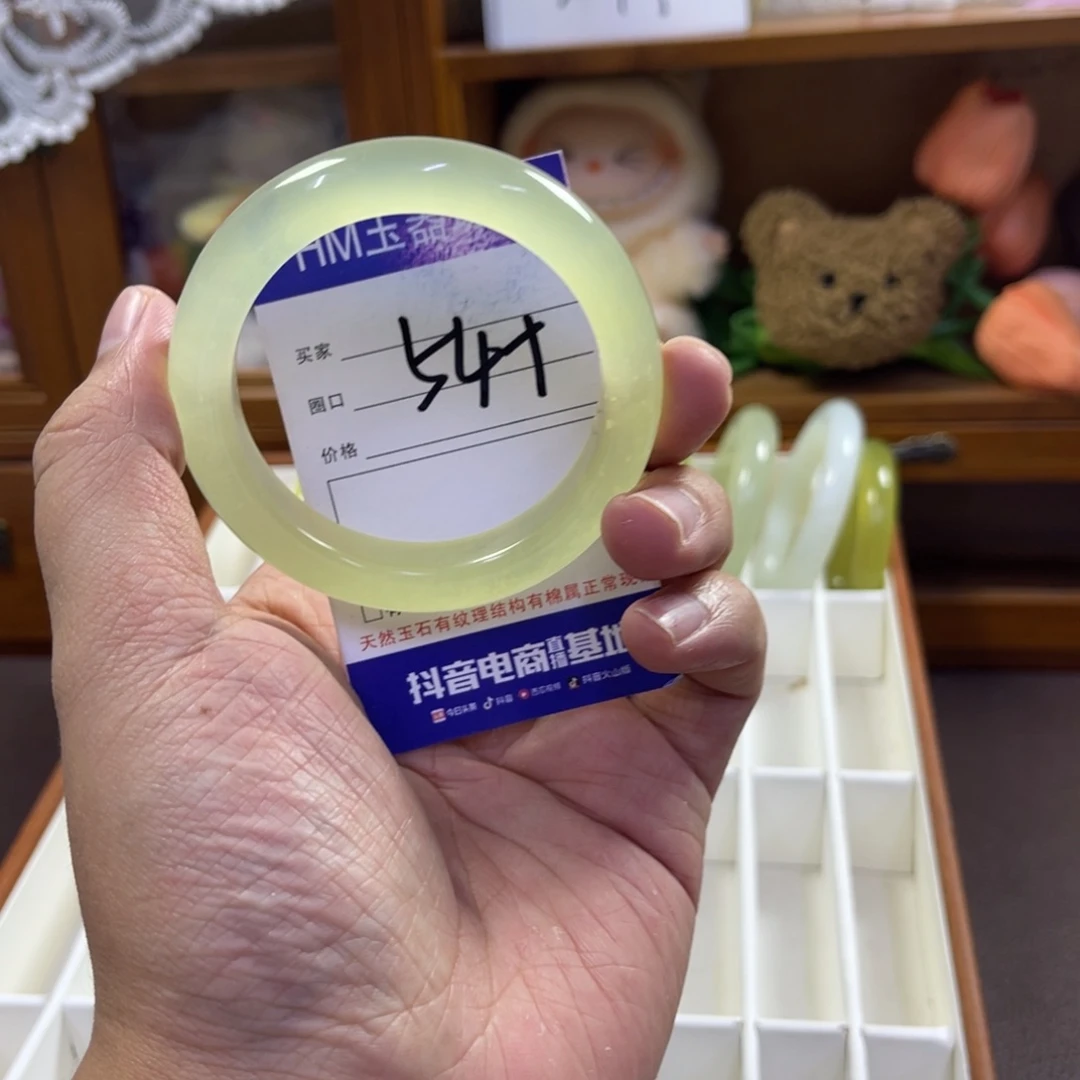 HM玉
买家
541
圈口
价格
天然玉石有纹理结构有棉属正常现
抖音电商直播基地
今日头条 抖音 西瓜视频 抖音火山版